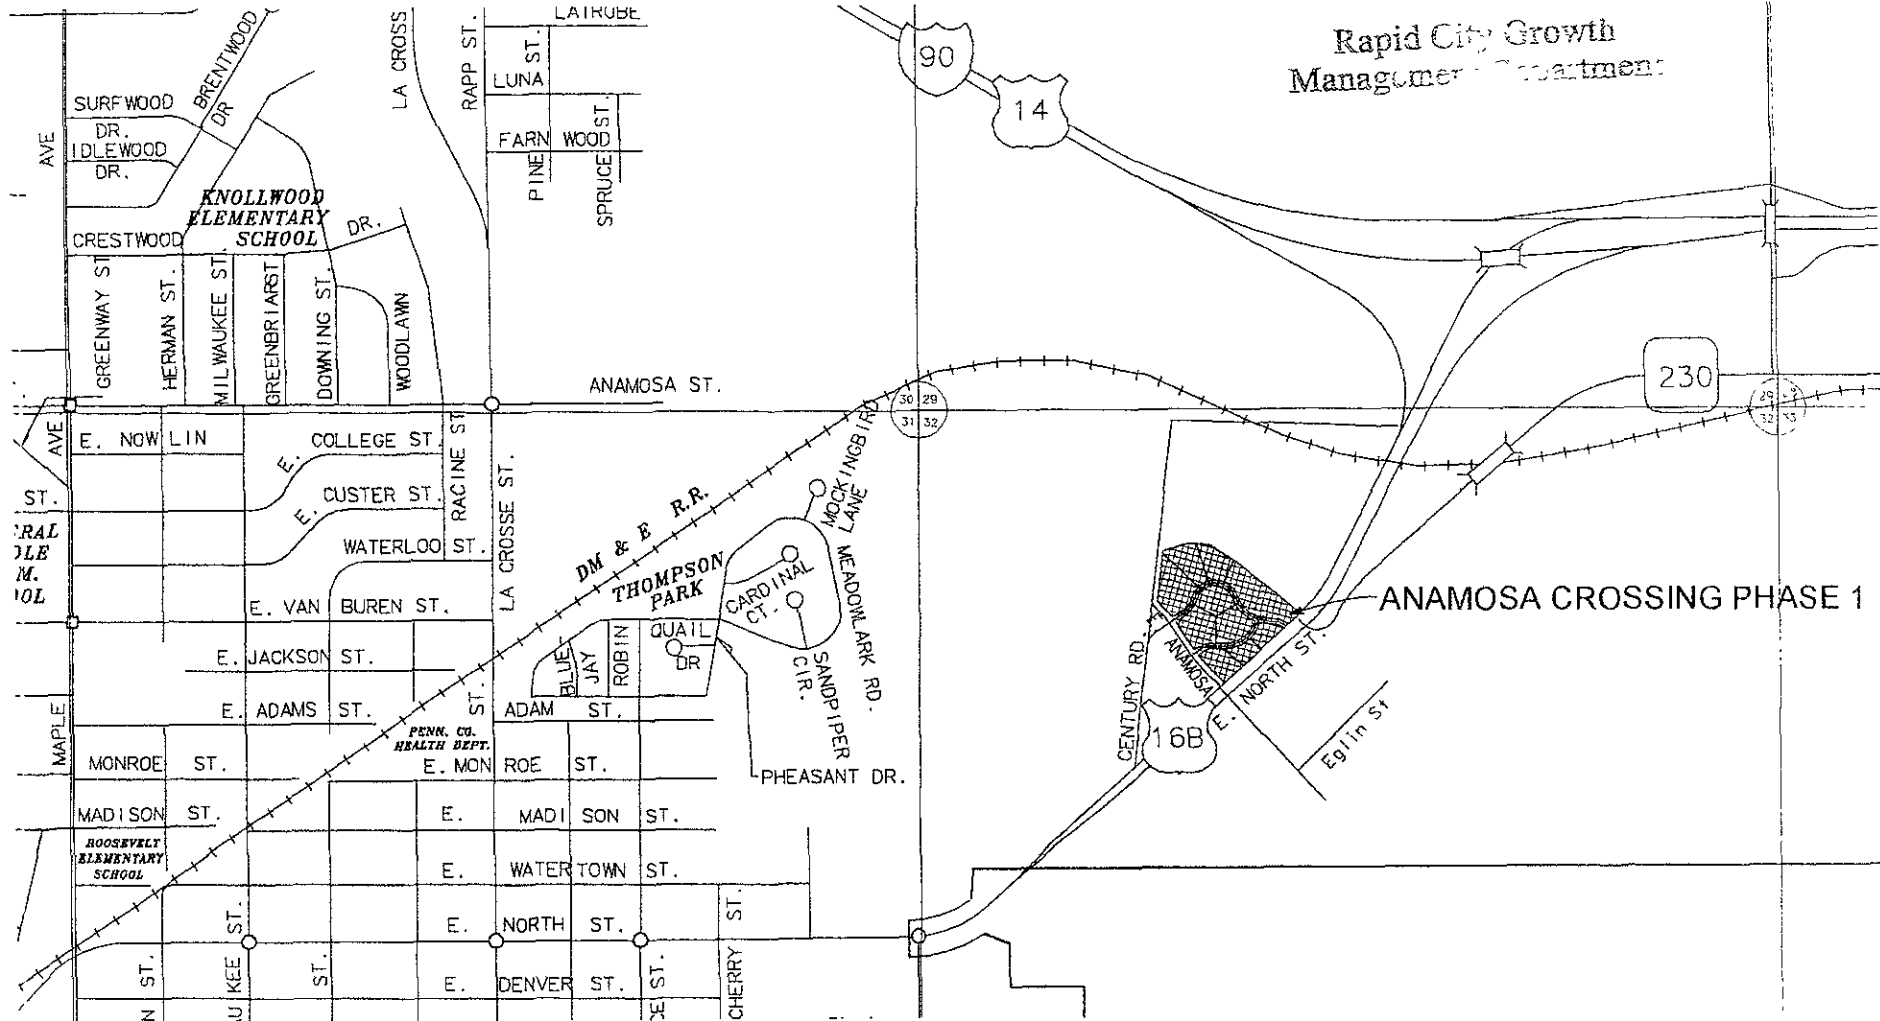 LATRUBE
Rapid City Growth
Management Department
BRENTWOOD
DR
LA CROSS
RAPP ST.
ST.
LUNA
90
14
SURFWOOD
DR.
IDLEWOOD
DR.
AVE
FARN WOOD
PINE
SPRUCE ST.
KNOLLWOOD
ELEMENTARY
SCHOOL
CRESTWOOD
DR.
GREENWAY ST
HERMAN ST.
MILWAUKEE ST.
GREENBRIAR ST
DOWNING ST.
WOODLAWN
ANAMOSA ST.
230
30 29
31 32
AVE
E. NOW LIN
E. COLLEGE ST.
RACINE ST.
LA CROSSE ST.
MOCKINGBIRD
LANE
ST.
E. CUSTER ST.
WATERLOO ST.
DM & E R.R.
THOMPSON
PARK
CARDINAL
CT.
MEADOWLARK RD.
E. VAN BUREN ST.
ANAMOSA CROSSING PHASE 1
E. JACKSON ST.
BLUE
JAY
ROBIN
QUAIL
DR
SANDPIPER
CIR.
CENTURY RD.
ANAMOSA
E. NORTH ST.
16B
Eglin St
MAPLE
E. ADAMS ST.
ST.
ADAM ST.
PENN. CO.
HEALTH DEPT.
MONROE ST.
E. MON ROE ST.
PHEASANT DR.
MADISON ST.
E. MADI SON ST.
ROOSEVELT
ELEMENTARY
SCHOOL
E. WATER TOWN ST.
ST.
E. NORTH ST.
ST.
CHERRY
ST.
E. DENVER ST.